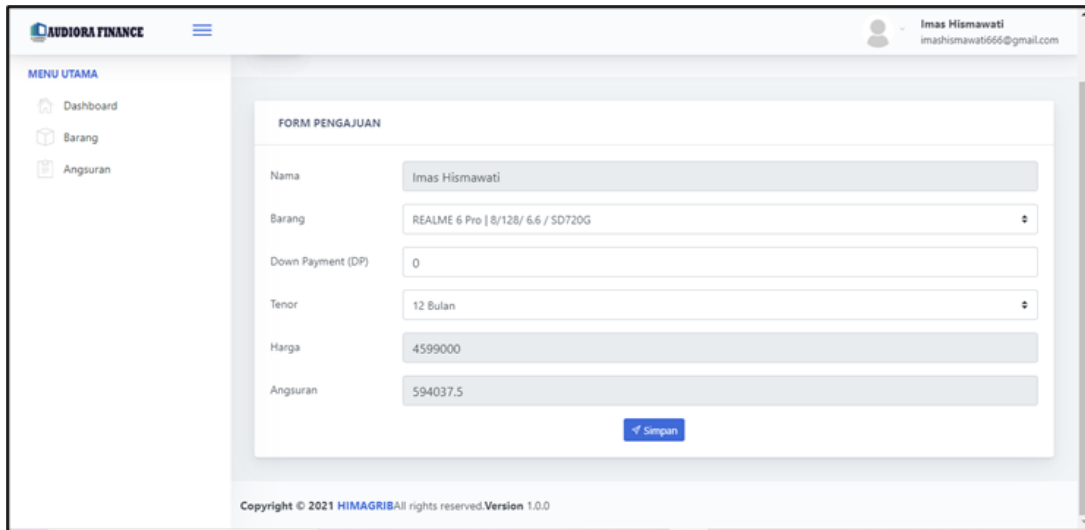 DAUDIORA FINANCE
Imas Hismawati
imashismawati666@gmail.com
MENU UTAMA
Dashboard
Barang
Angsuran
FORM PENGAJUAN
Nama Imas Hismawati
Barang REALME 6 Pro | 8/128/ 6.6 / SD720G
Down Payment (DP) 0
Tenor 12 Bulan
Harga 4599000
Angsuran 594037.5
Simpan
Copyright © 2021 HIMAGRIBAll rights reserved.Version 1.0.0